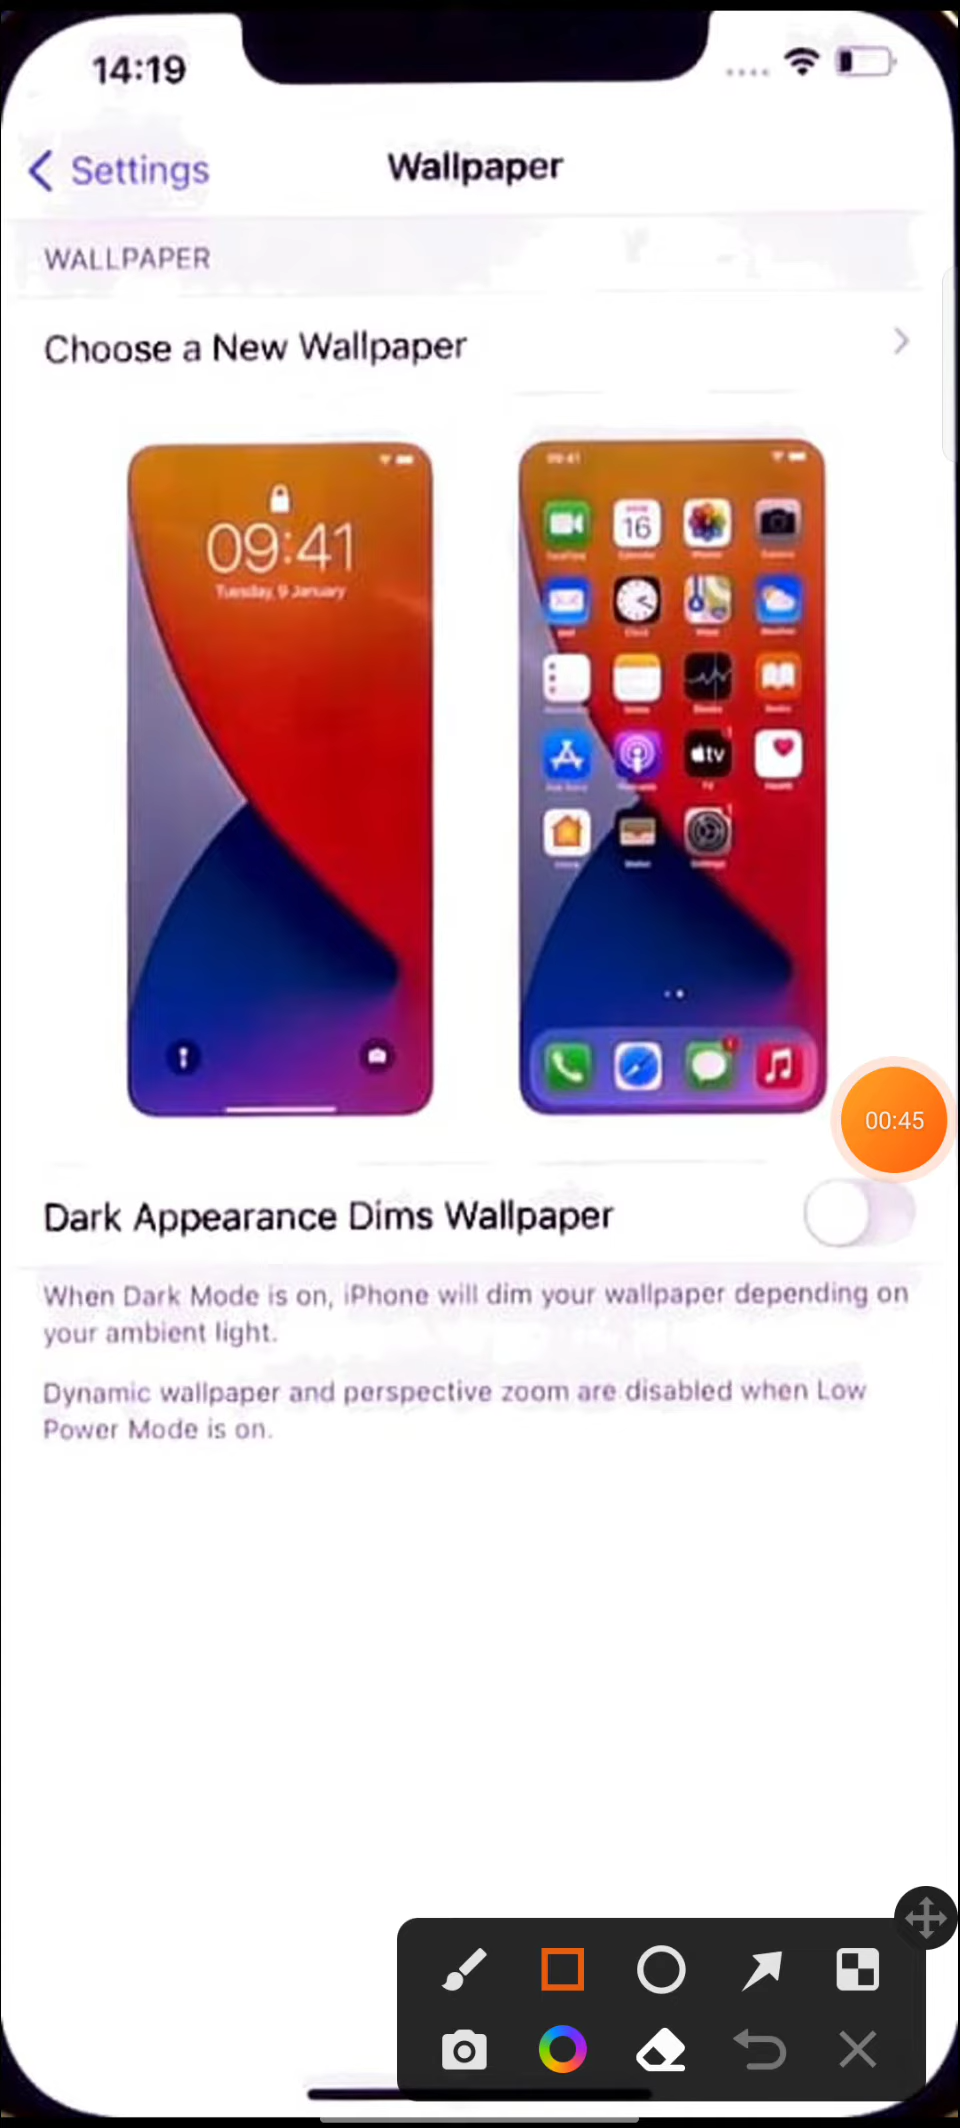 14:19
Settings
Wallpaper
WALLPAPER
Choose a New Wallpaper
09:41
Tuesday, 9 January
09:41
16
tv
00:45
Dark Appearance Dims Wallpaper
When Dark Mode is on, iPhone will dim your wallpaper depending on
your ambient light.
Dynamic wallpaper and perspective zoom are disabled when Low
Power Mode is on.